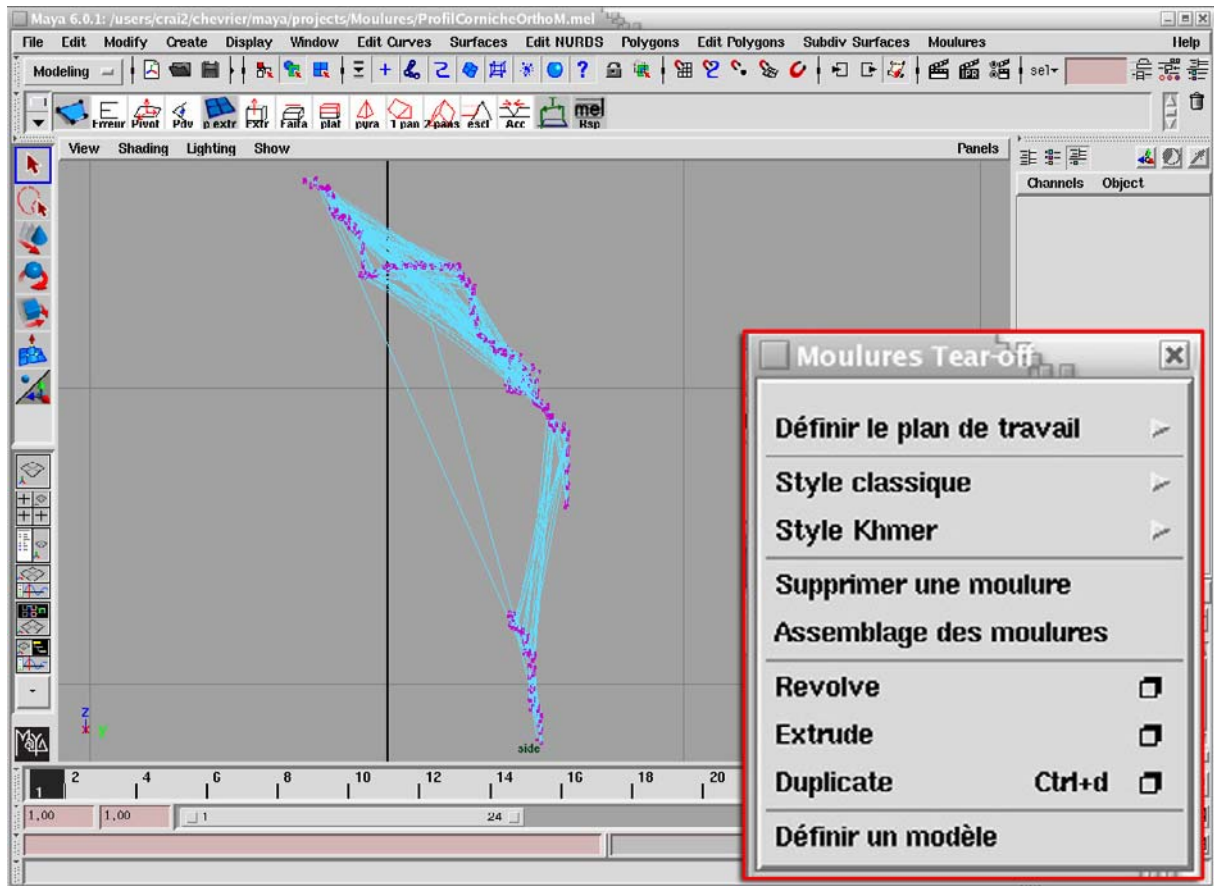 Maya 6.0.1: /users/crai2/chevrier/maya/projects/Moulures/ProfilCornicheOrthoM.mel
File Edit Modify Create Display Window Edit Curves Surfaces Edit NURBS Polygons Edit Polygons Subdiv Surfaces Moulures Help
Modeling sel-
Erreur Pivot Pdv p extr Extr Faita plat pyra 1 pan 2 pans escl Acc mel Rsp
View Shading Lighting Show Panels
Channels Object
Moulures Tear-off
Définir le plan de travail
Style classique
Style Khmer
Supprimer une moulure
Assemblage des moulures
Revolve
Extrude
Duplicate Ctrl+d
Définir un modèle
z
x y
side
MAYA
1 2 4 6 8 10 12 14 16 18 20
1,00 1,00 1 24